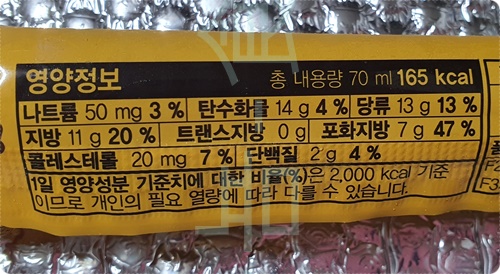 영양정보 총 내용량 70 ml 165 kcal
나트륨 50 mg 3 % 탄수화물 14 g 4 % 당류 13 g 13 %
지방 11 g 20 % 트랜스지방 0 g 포화지방 7 g 47 %
콜레스테롤 20 mg 7 % 단백질 2 g 4 %
1일 영양성분 기준치에 대한 비율(%)은 2,000 kcal 기준
이므로 개인의 필요 열량에 따라 다를 수 있습니다.